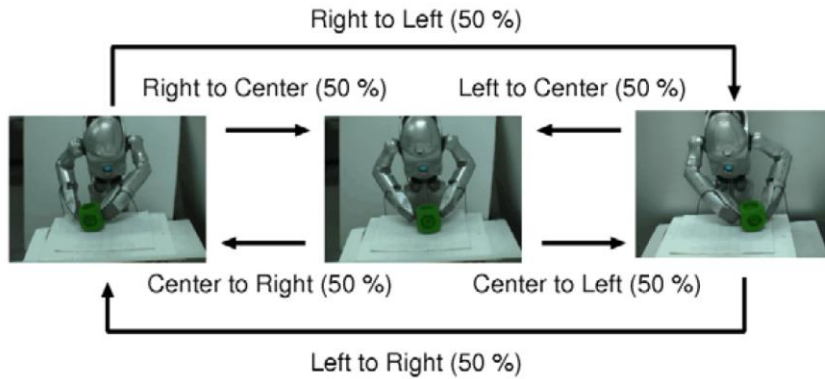 Right to Left (50 %)
Right to Center (50 %)
Left to Center (50 %)
Center to Right (50 %)
Center to Left (50 %)
Left to Right (50 %)